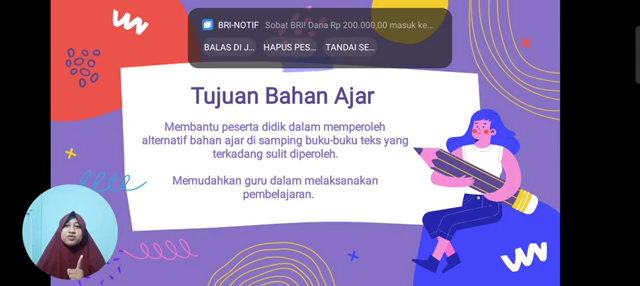 BRI-NOTIF Sobat BRI! Dana Rp 200.000,00 masuk ke...
BALAS DI J... HAPUS PES... TANDAI SE...
Tujuan Bahan Ajar
Membantu peserta didik dalam memperoleh
alternatif bahan ajar di samping buku-buku teks yang
terkadang sulit diperoleh.
Memudahkan guru dalam melaksanakan
pembelajaran.